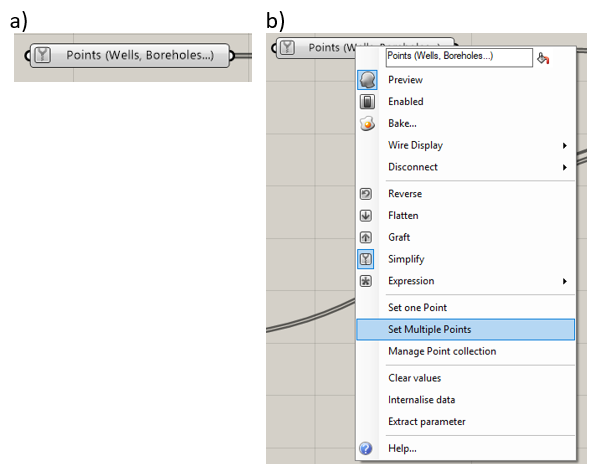 a)
Points (Wells, Boreholes...)
b)
Points (W
Points (Wells, Boreholes...)
Preview
Enabled
Bake...
Wire Display
Disconnect
Reverse
Flatten
Graft
Simplify
Expression
Set one Point
Set Multiple Points
Manage Point collection
Clear values
Internalise data
Extract parameter
Help...